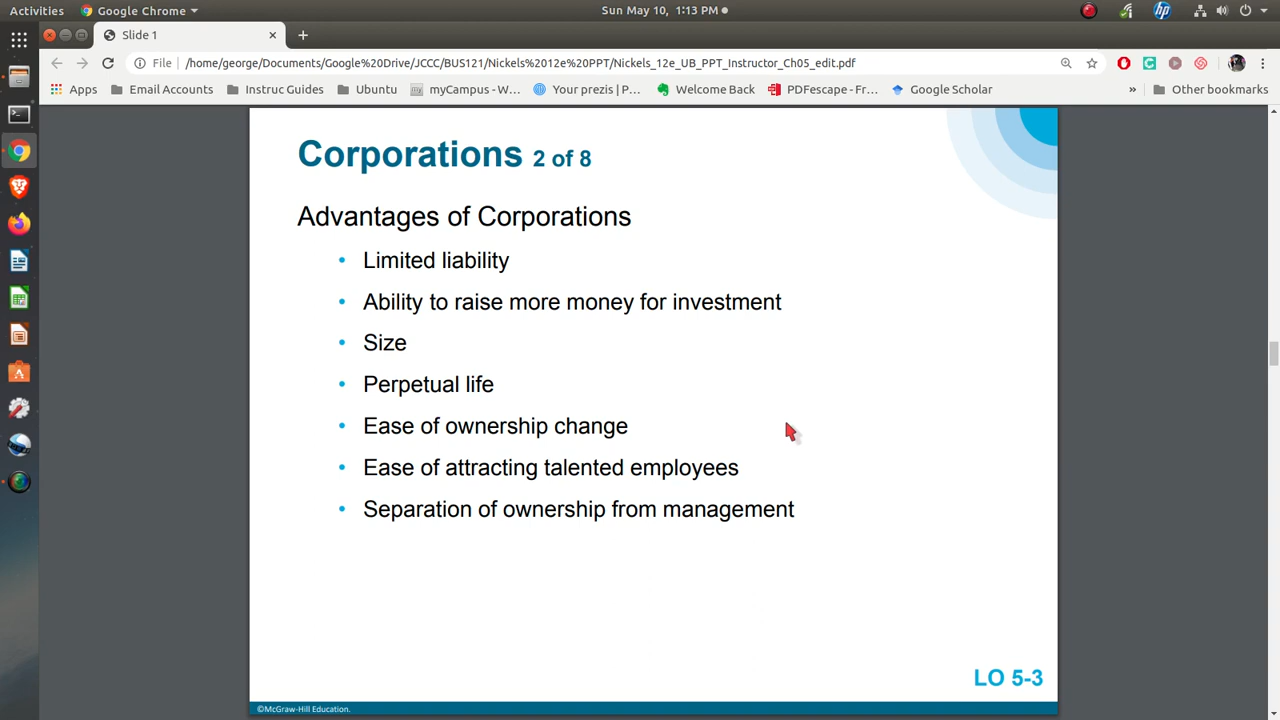 Activities
Google Chrome
Sun May 10, 1:13 PM
Slide 1
File
/home/george/Documents/Google%20Drive/JCCC/BUS121/Nickels%2012e%20PPT/Nickels_12e_UB_PPT_Instructor_Ch05_edit.pdf
Apps
Email Accounts
Instruc Guides
Ubuntu
myCampus - W...
Your prezis | P...
Welcome Back
PDFescape - Fr...
Google Scholar
»
Other bookmarks
Corporations 2 of 8
Advantages of Corporations
• Limited liability
• Ability to raise more money for investment
• Size
• Perpetual life
• Ease of ownership change
• Ease of attracting talented employees
• Separation of ownership from management
LO 5-3
©McGraw-Hill Education.